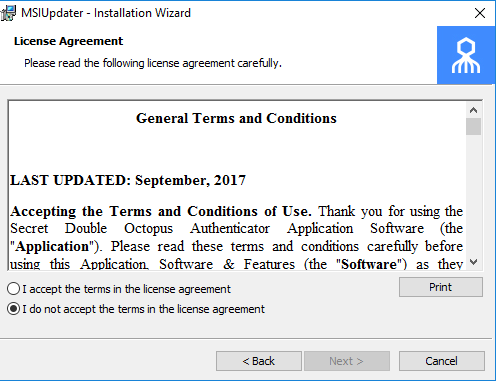 MSIUpdater - Installation Wizard
License Agreement
Please read the following license agreement carefully.
General Terms and Conditions
LAST UPDATED: September, 2017
Accepting the Terms and Conditions of Use. Thank you for using the
Secret Double Octopus Authenticator Application Software (the
"Application"). Please read these terms and conditions carefully before
using this Application, Software & Features (the "Software") as they
I accept the terms in the license agreement
Print
I do not accept the terms in the license agreement
< Back
Next >
Cancel